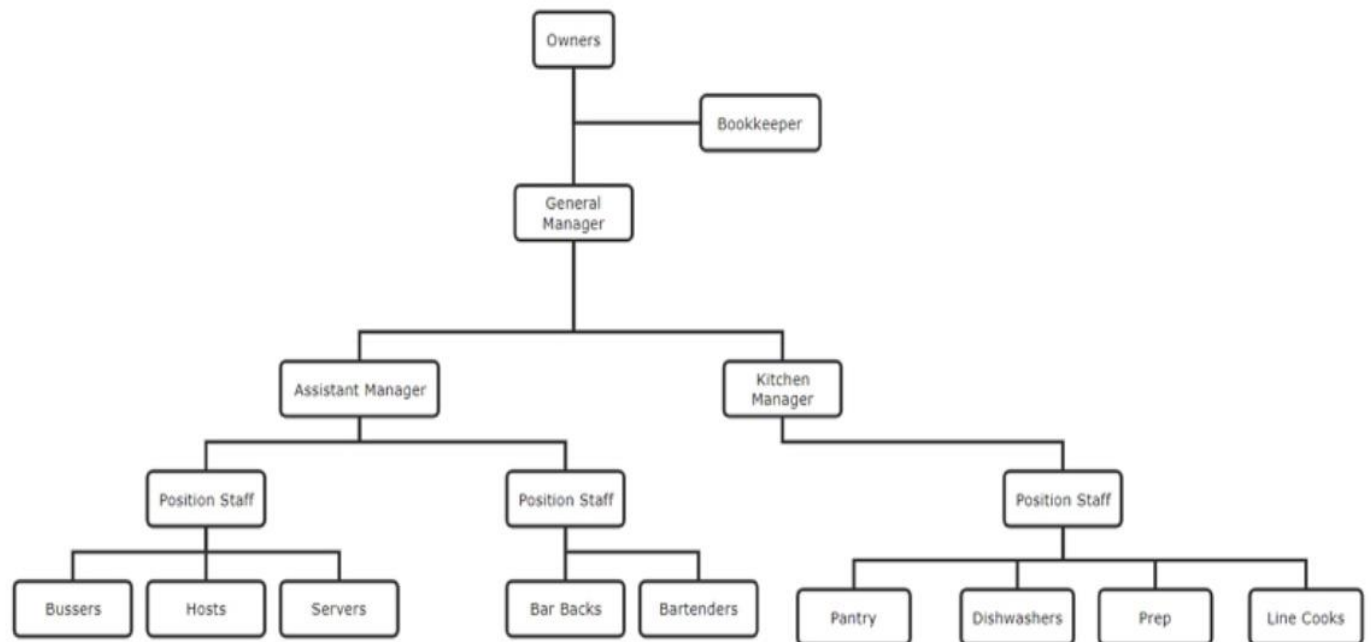 Owners
Bookkeeper
General
Manager
Assistant Manager
Kitchen
Manager
Position Staff
Position Staff
Position Staff
Bussers
Hosts
Servers
Bar Backs
Bartenders
Pantry
Dishwashers
Prep
Line Cooks